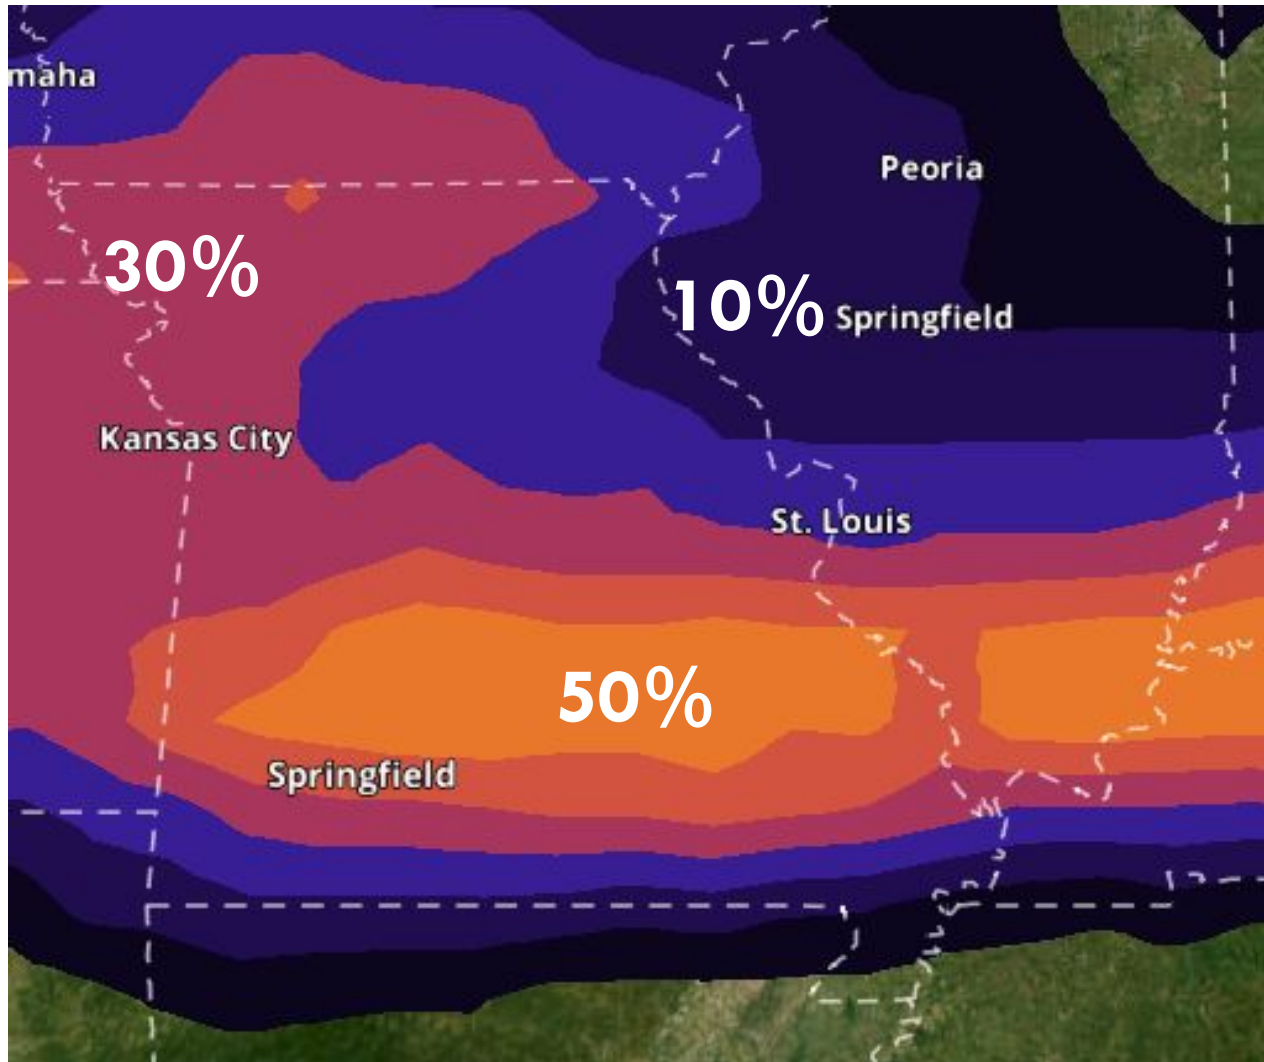 maha
Peoria
30%
10%
Springfield
Kansas City
St. Louis
50%
Springfield